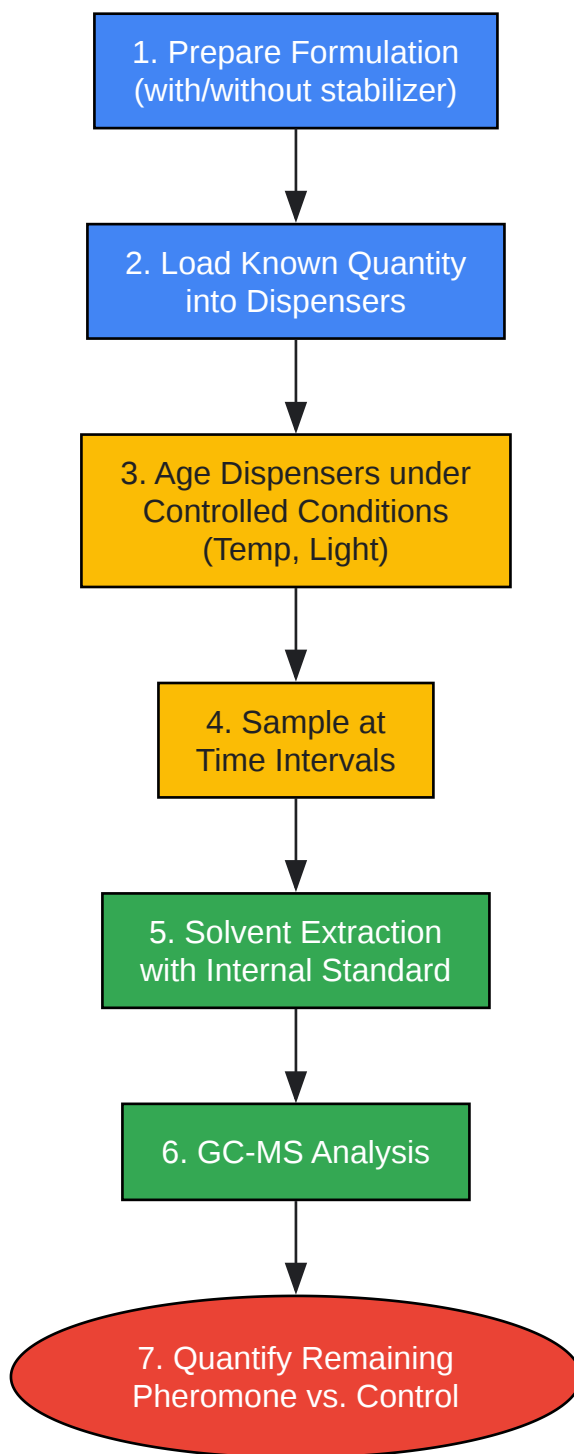 1. Prepare Formulation
(with/without stabilizer)
2. Load Known Quantity
into Dispensers
3. Age Dispensers under
Controlled Conditions
(Temp, Light)
4. Sample at
Time Intervals
5. Solvent Extraction
with Internal Standard
6. GC-MS Analysis
7. Quantify Remaining
Pheromone vs. Control